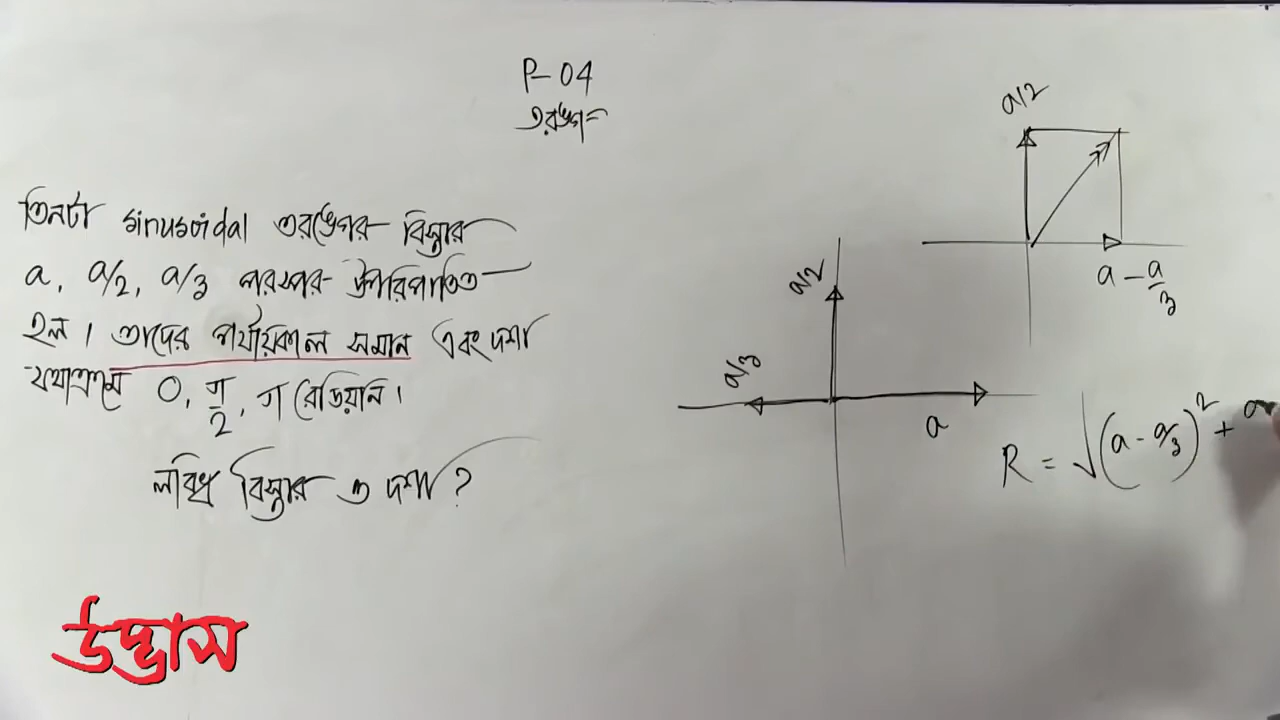 P-04
তরঙ্গ
তিনটা sinusoidal তরঙ্গের বিস্তার
a, a/2, a/3 পরস্পর উপরিপাতিত
হল। তাদের পর্যায়কাল সমান এবং দশা
যথাক্রমে 0, π/2, π রেডিয়ান।
লব্ধির বিস্তার ও দশা?
a/2
a - a/3
a/2
a/3
a
R = √(a - a/3)² +
উদ্ভাস